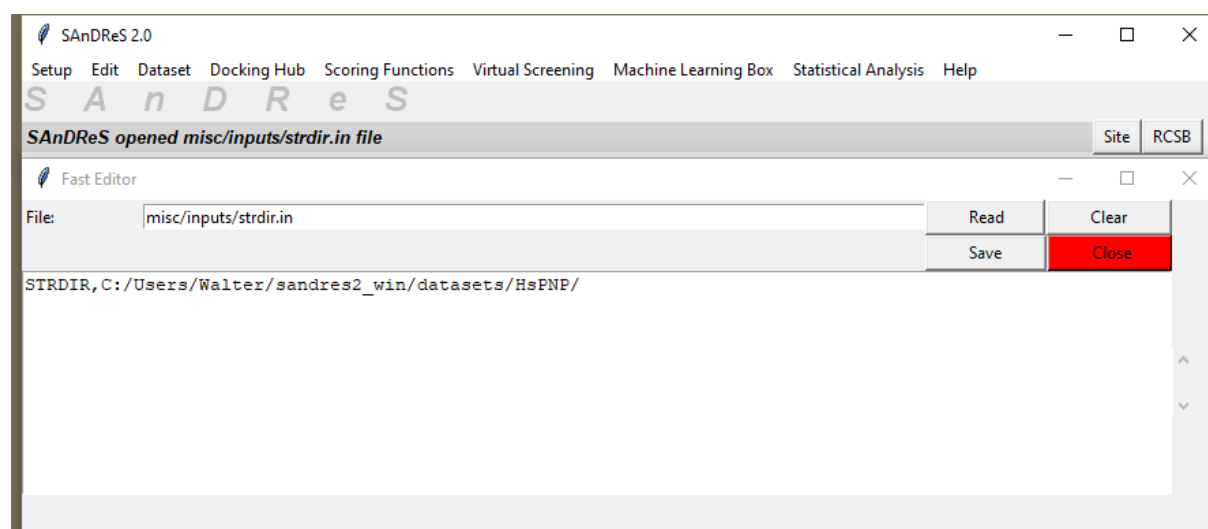 SAnDReS 2.0
Setup Edit Dataset Docking Hub Scoring Functions Virtual Screening Machine Learning Box Statistical Analysis Help
S A n D R e S
SAnDReS opened misc/inputs/strdir.in file Site RCSB
Fast Editor
File: misc/inputs/strdir.in Read Clear
Save Close
STRDIR,C:/Users/Walter/sandres2_win/datasets/HsPNP/